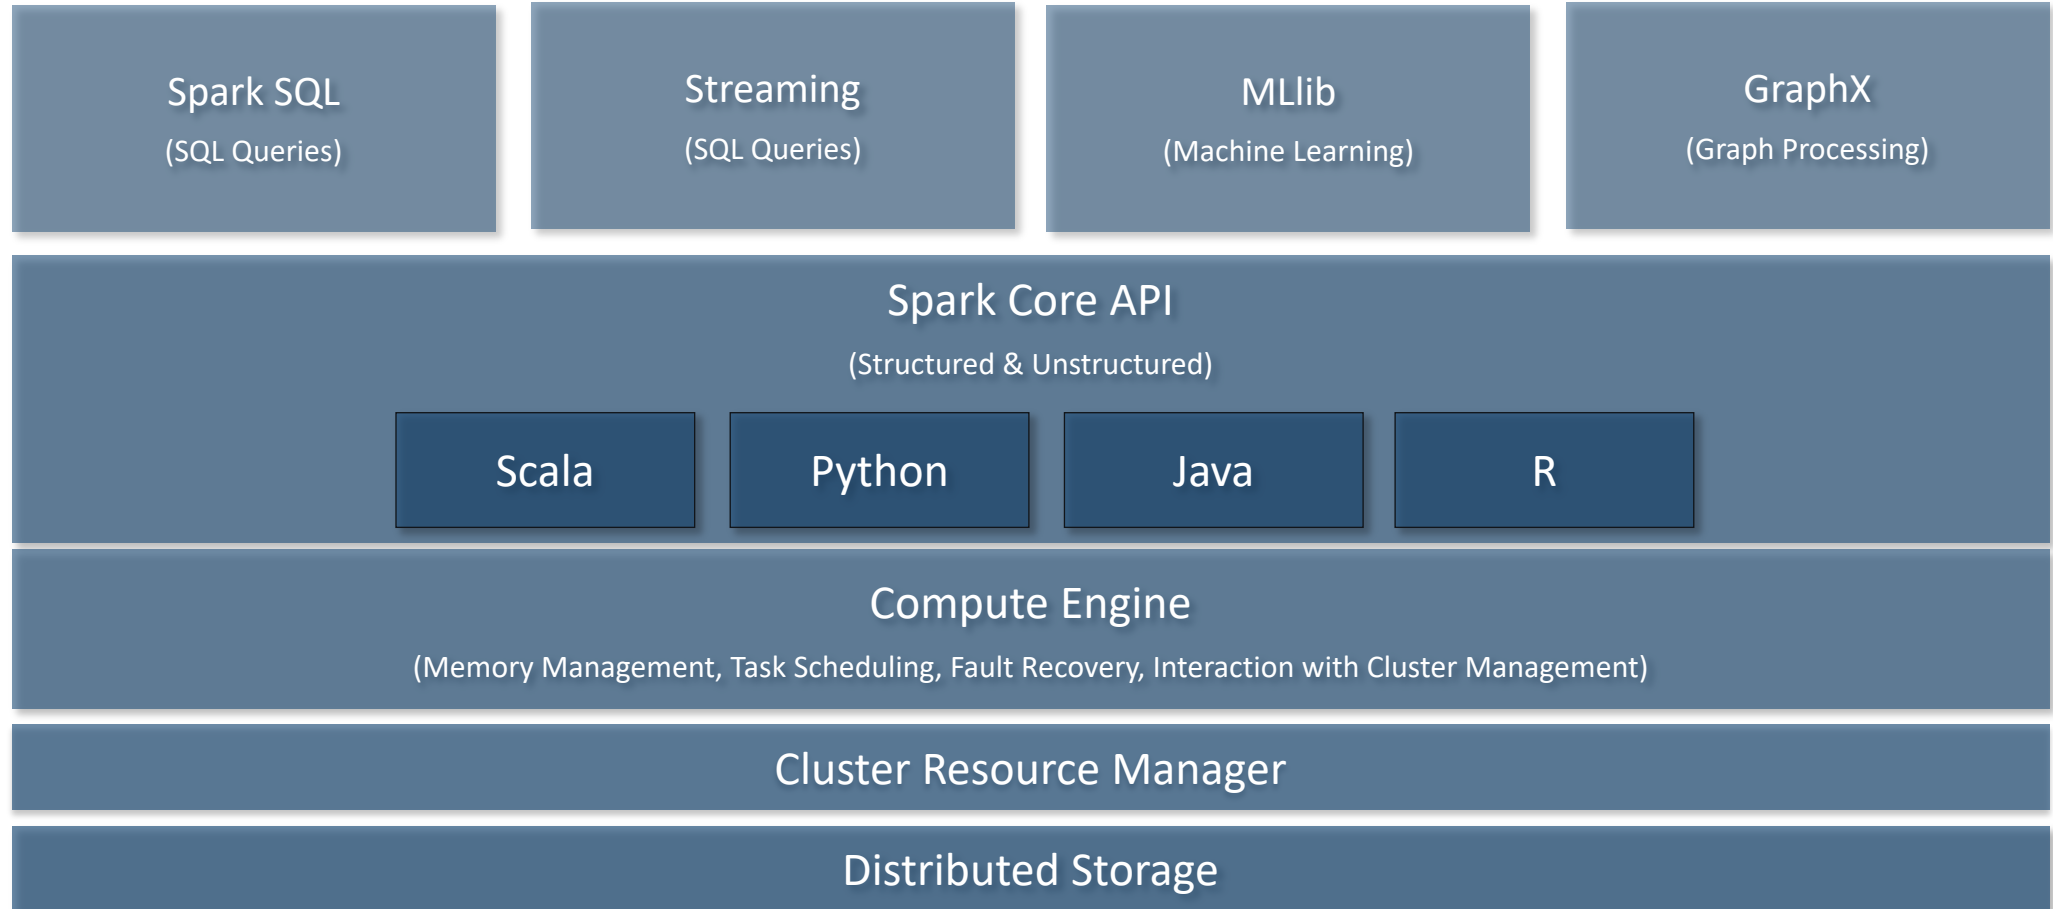 Spark SQL
(SQL Queries)
Streaming
(SQL Queries)
MLlib
(Machine Learning)
GraphX
(Graph Processing)
Spark Core API
(Structured & Unstructured)
Scala
Python
Java
R
Compute Engine
(Memory Management, Task Scheduling, Fault Recovery, Interaction with Cluster Management)
Cluster Resource Manager
Distributed Storage